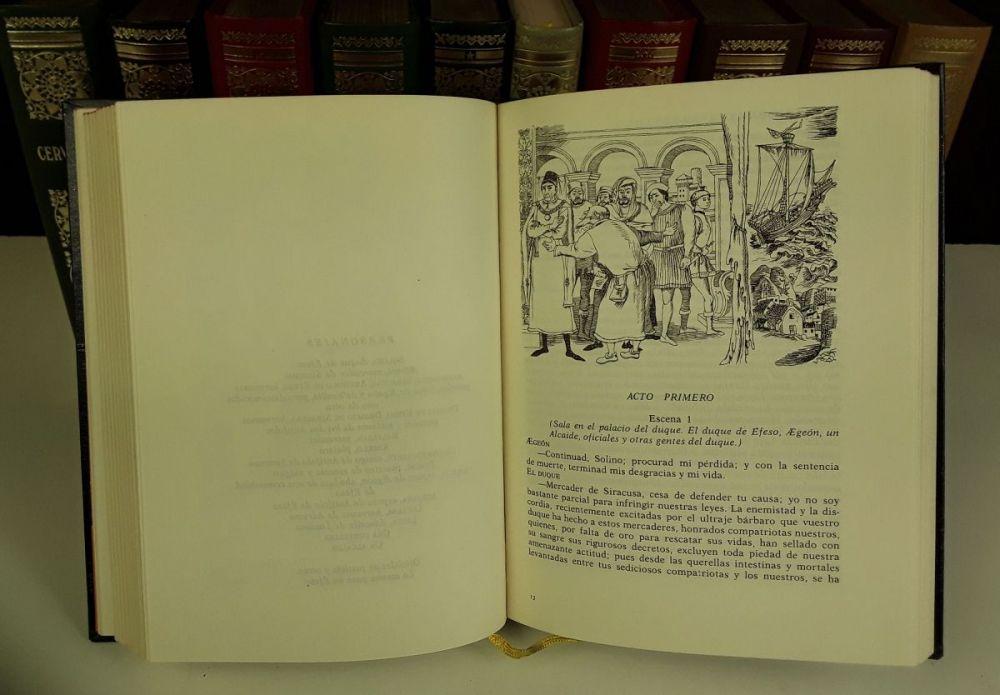 CERV
PERSONAJES
ACTO PRIMERO
Escena 1
(Sala en el palacio del duque. El duque de Efeso, Ægeón, un
Alcaide, oficiales y otras gentes del duque.)
ÆGEÓN
—Continuad, Solino; procurad mi pérdida; y con la sentencia
de muerte, terminad mis desgracias y mi vida.
EL DUQUE
—Mercader de Siracusa, cesa de defender tu causa; yo no soy
bastante parcial para infringir nuestras leyes. La enemistad y la dis-
cordia, recientemente excitadas por el ultraje bárbaro que vuestro
duque ha hecho a estos mercaderes, honrados compatriotas nuestros,
quienes, por falta de oro para rescatar sus vidas, han sellado con
su sangre sus rigurosos decretos, excluyen toda piedad de nuestra
amenazante actitud; pues desde las querellas intestinas y mortales
levantadas entre tus sediciosos compatriotas y los nuestros, se ha
13